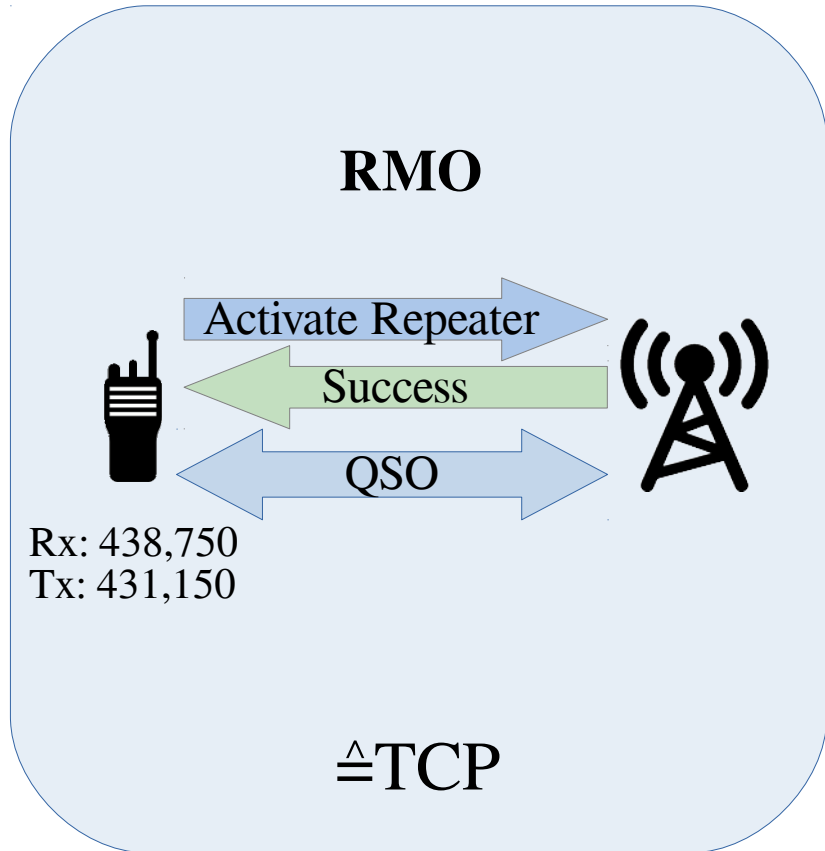 RMO
Activate Repeater
Success
QSO
Rx: 438,750
Tx: 431,150
≙TCP